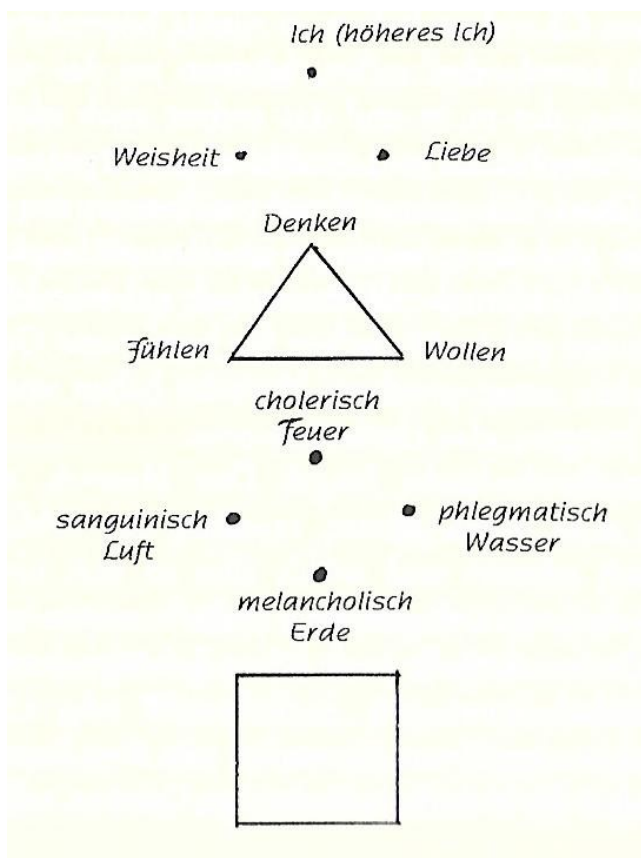 Ich (höheres Ich)
Weisheit
Liebe
Denken
Fühlen
Wollen
cholerisch
Feuer
sanguinisch
Luft
phlegmatisch
Wasser
melancholisch
Erde